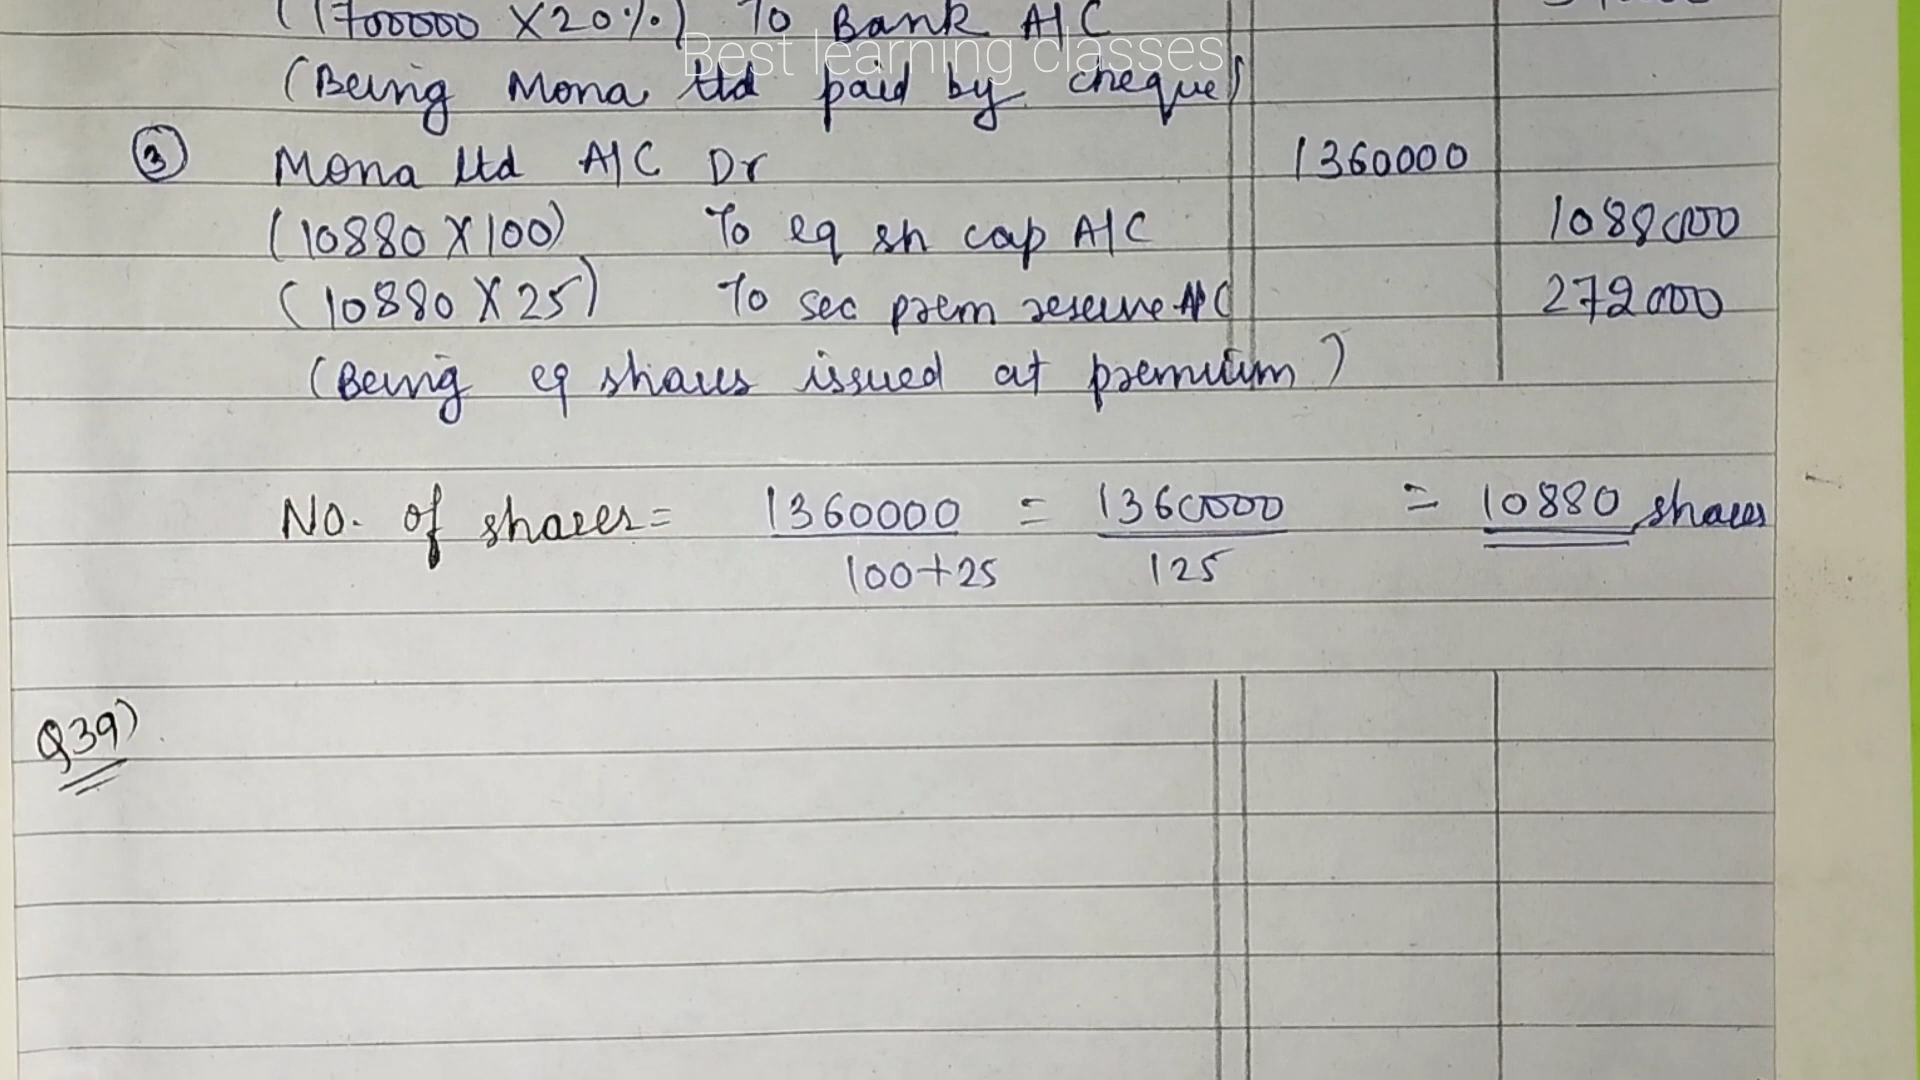 (1700000 X20%) To Bank A/C
Best learning classes
(Being Mona ltd paid by cheque)
3 Mona ltd A/C Dr 1360000
(10880 X 100) To eq sh cap A/C 1088000
(10880 X 25) To sec prem reserve A/C 272000
(Being eq shares issued at premium)
No. of shares = 1360000 = 1360000 = 10880 shares
100+25 125
Q39)